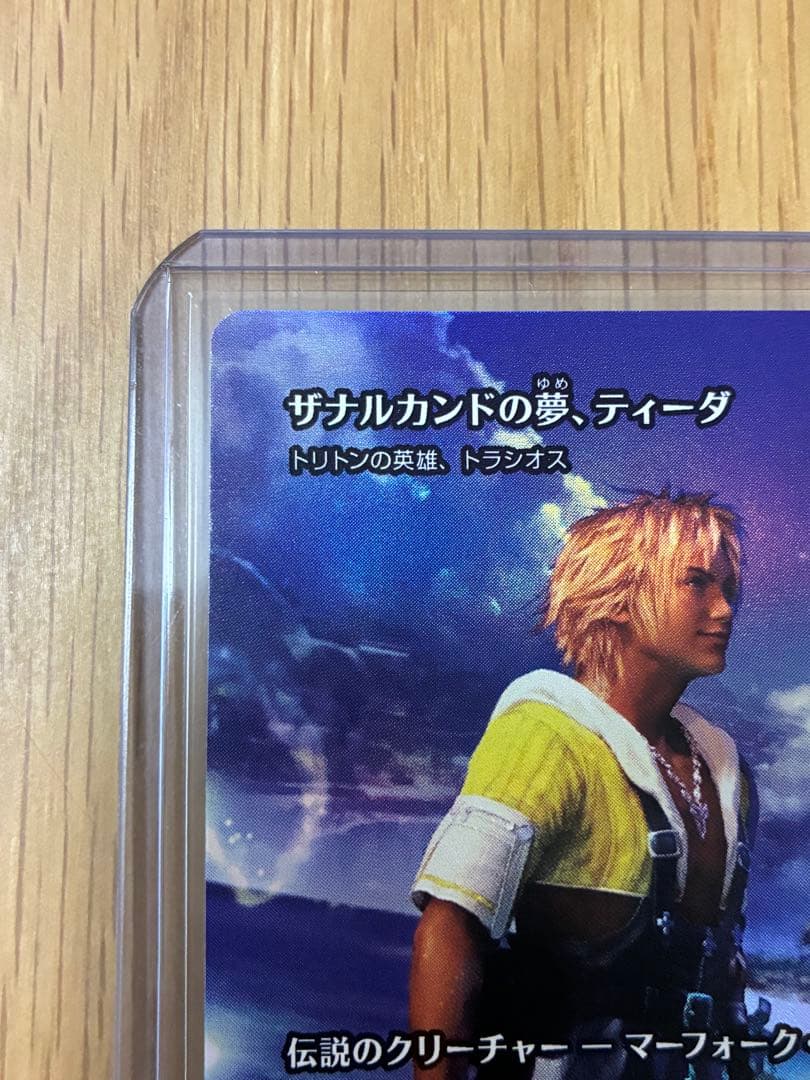 ザナルカンドの夢、ティーダ
ゆめ
トリトンの英雄、トラシオス
伝説のクリーチャー — マーフォーク・